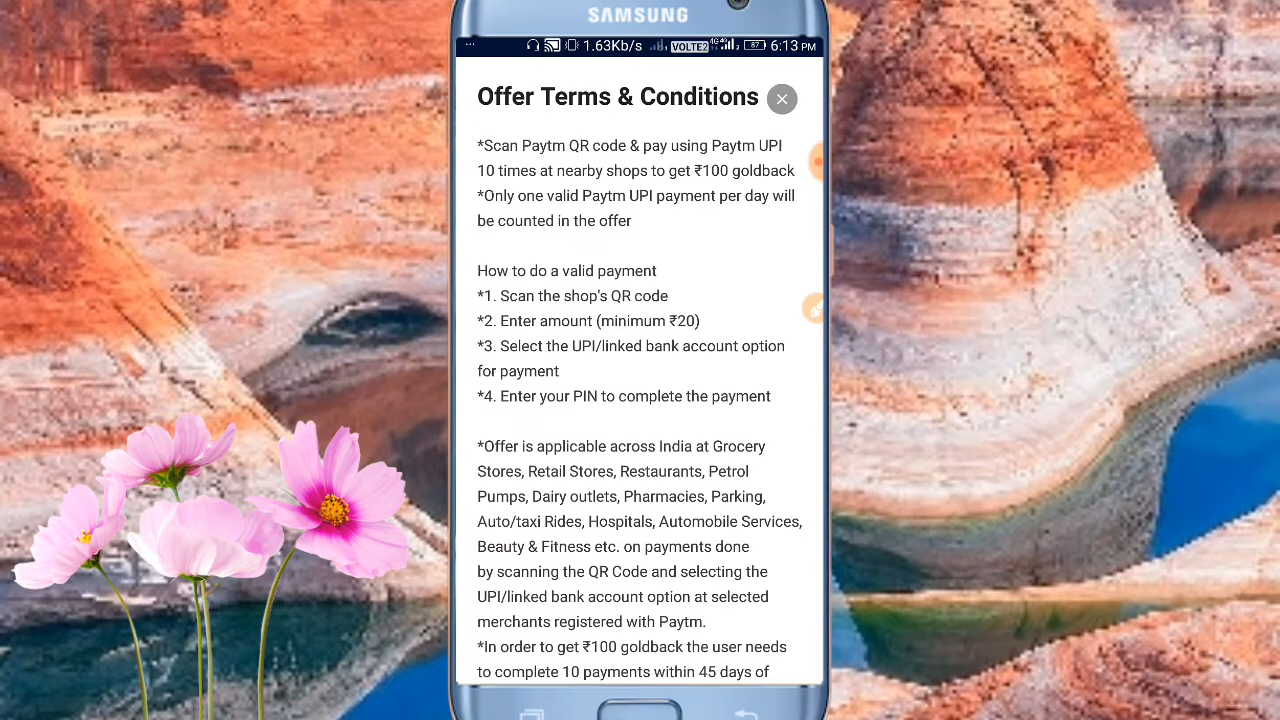 SAMSUNG
1.63Kb/s VOLTE2 4G 4G 87 6:13 PM
Offer Terms & Conditions
*Scan Paytm QR code & pay using Paytm UPI
10 times at nearby shops to get ₹100 goldback
*Only one valid Paytm UPI payment per day will
be counted in the offer
How to do a valid payment
*1. Scan the shop's QR code
*2. Enter amount (minimum ₹20)
*3. Select the UPI/linked bank account option
for payment
*4. Enter your PIN to complete the payment
*Offer is applicable across India at Grocery
Stores, Retail Stores, Restaurants, Petrol
Pumps, Dairy outlets, Pharmacies, Parking,
Auto/taxi Rides, Hospitals, Automobile Services,
Beauty & Fitness etc. on payments done
by scanning the QR Code and selecting the
UPI/linked bank account option at selected
merchants registered with Paytm.
*In order to get ₹100 goldback the user needs
to complete 10 payments within 45 days of